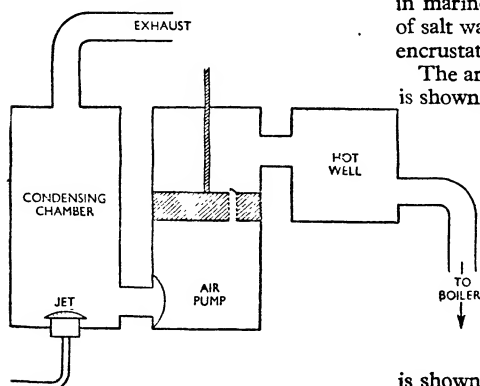 in marine
of salt wa
encrustat
The ar
is shown
EXHAUST
CONDENSING
CHAMBER
HOT
WELL
JET
AIR
PUMP
TO
BOILER
is shown